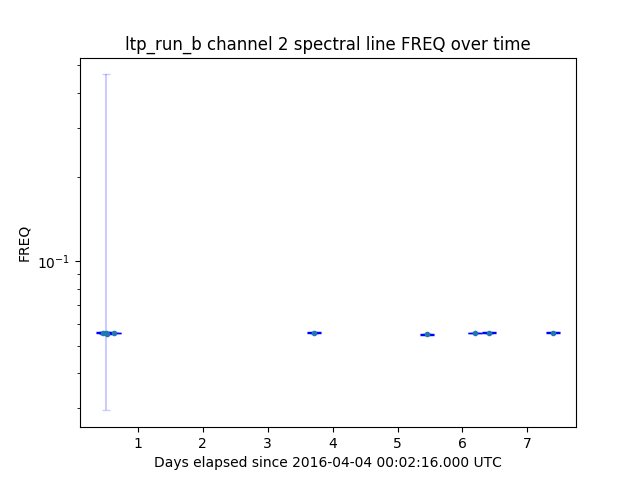 ltp_run_b channel 2 spectral line FREQ over time
FREQ
10⁻¹
1 2 3 4 5 6 7
Days elapsed since 2016-04-04 00:02:16.000 UTC